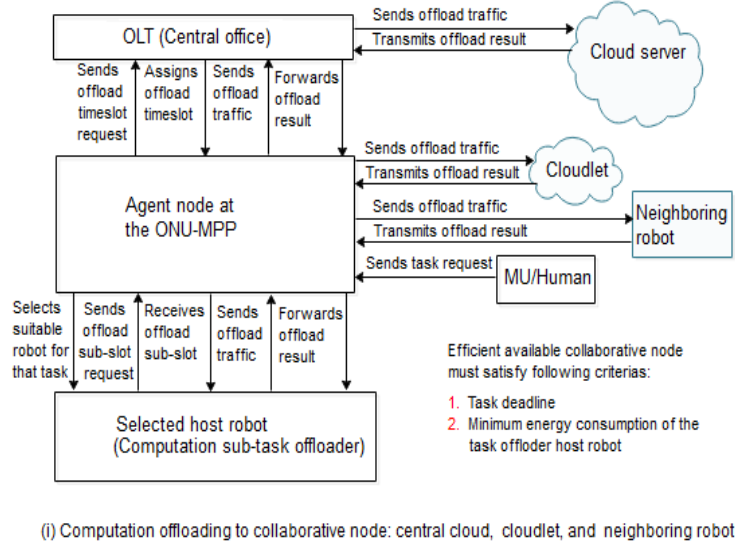 OLT (Central office)
Sends offload traffic
Transmits offload result
Cloud server
Sends
offload
timeslot
request
Assigns
offload
timeslot
Sends
offload
traffic
Forwards
offload
result
Agent node at
the ONU-MPP
Sends offload traffic
Transmits offload result
Cloudlet
Sends offload traffic
Transmits offload result
Neighboring
robot
Sends task request
MU/Human
Selects
suitable
robot for
that task
Sends
offload
sub-slot
request
Receives
offload
sub-slot
Sends
offload
traffic
Forwards
offload
result
Selected host robot
(Computation sub-task offloader)
Efficient available collaborative node
must satisfy following criterias:
1. Task deadline
2. Minimum energy consumption of the
task offloder host robot
(i) Computation offloading to collaborative node: central cloud, cloudlet, and neighboring robot